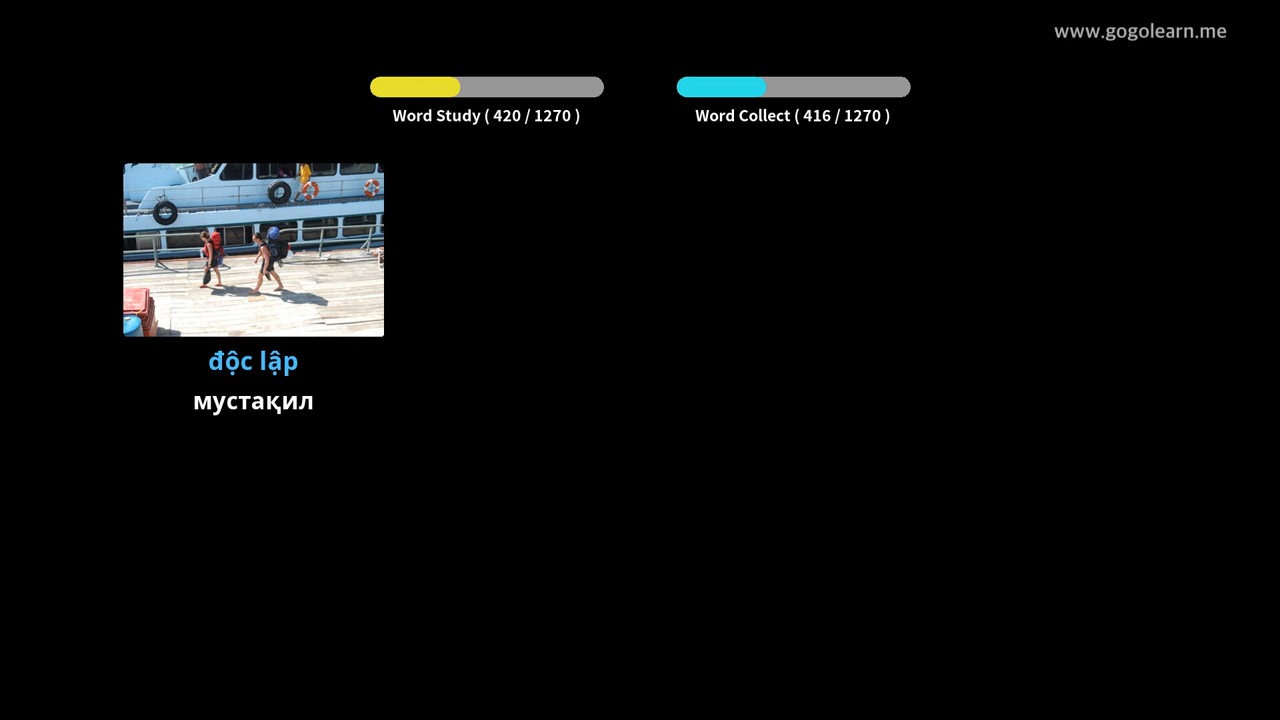 www.gogolearn.me
Word Study ( 420 / 1270 )
Word Collect ( 416 / 1270 )
độc lập
мустақил